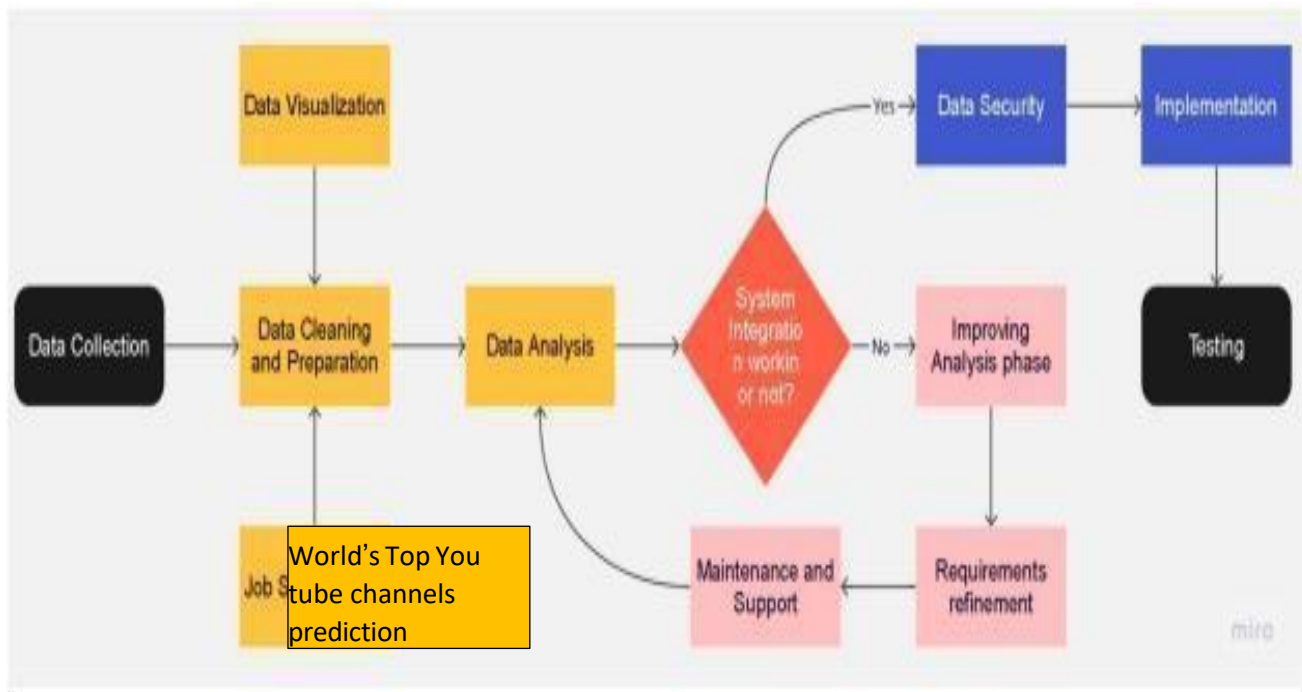 Data Visualization
Yes
Data Security
Implementation
Data Collection
Data Cleaning
and Preparation
Data Analysis
System
Integratio
n workin
or not?
No
Improving
Analysis phase
Testing
Job
World’s Top You
tube channels
prediction
Maintenance and
Support
Requirements
refinement
miro